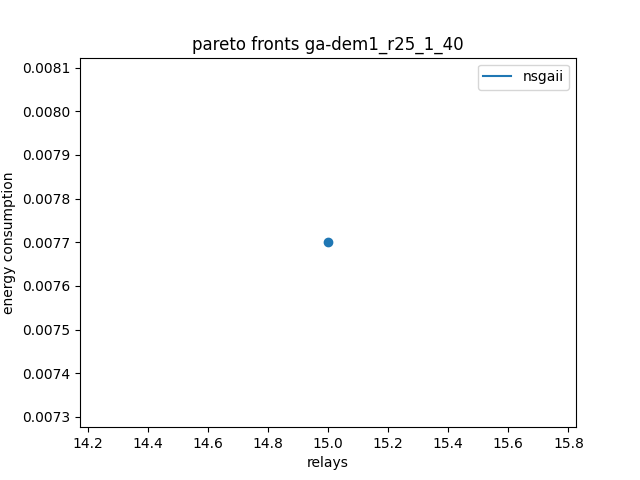 pareto fronts ga-dem1_r25_1_40
nsgaii
0.0081
0.0080
0.0079
0.0078
0.0077
0.0076
0.0075
0.0074
0.0073
energy consumption
14.2 14.4 14.6 14.8 15.0 15.2 15.4 15.6 15.8
relays